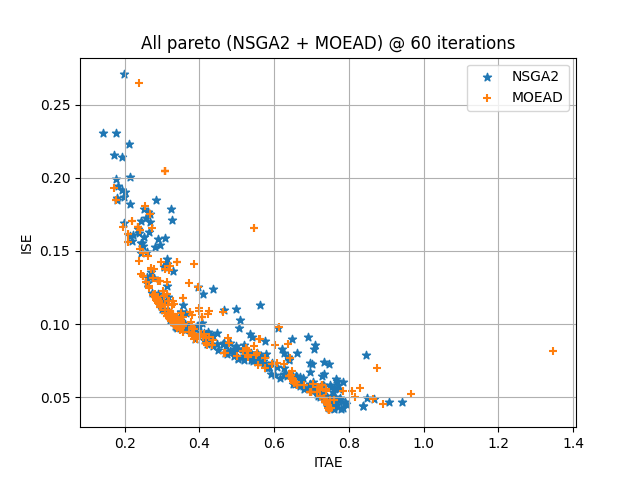 All pareto (NSGA2 + MOEAD) @ 60 iterations
NSGA2
MOEAD
0.25
0.20
0.15
0.10
0.05
ISE
0.2 0.4 0.6 0.8 1.0 1.2 1.4
ITAE